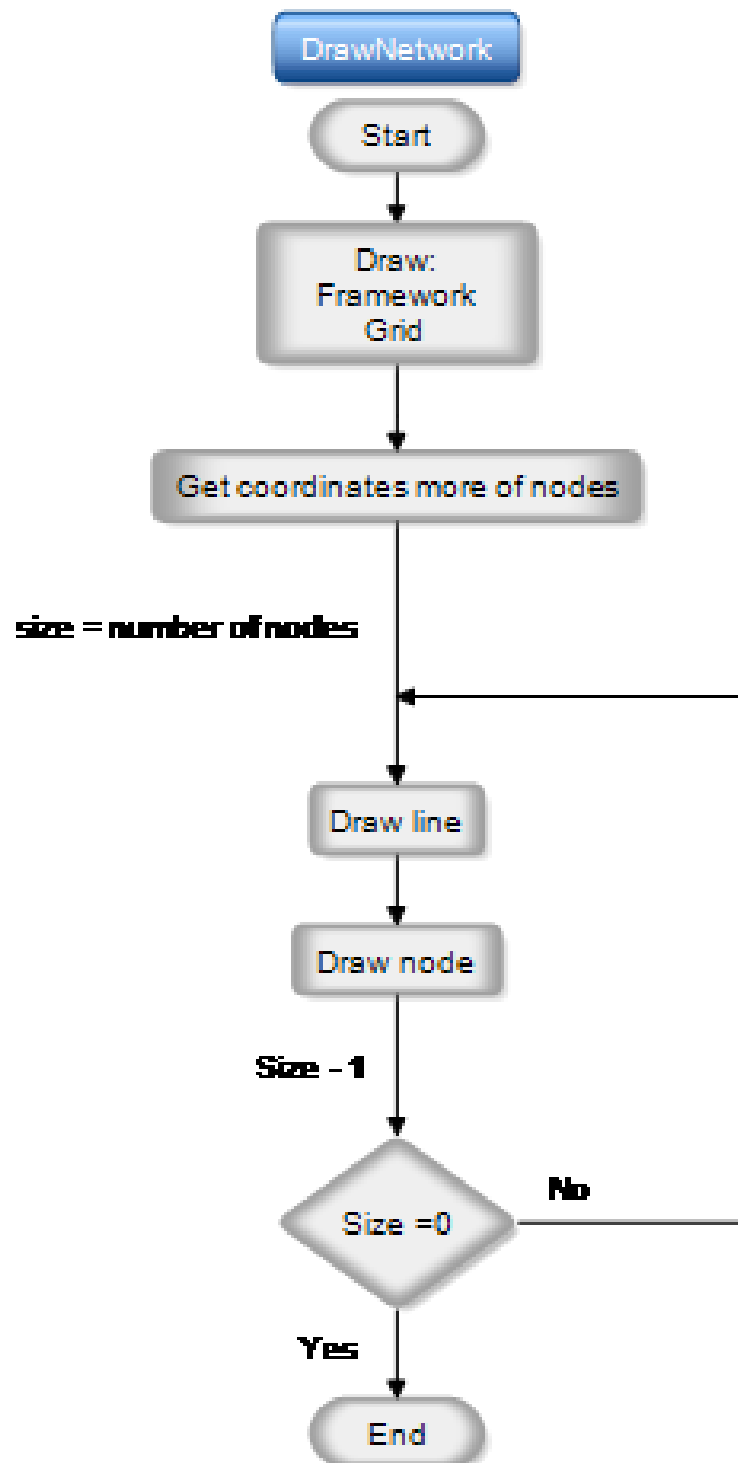 DrawNetwork
Start
Draw:
Framework
Grid
Get coordinates more of nodes
size = number of nodes
Draw line
Draw node
Size - 1
No
Size =0
Yes
End